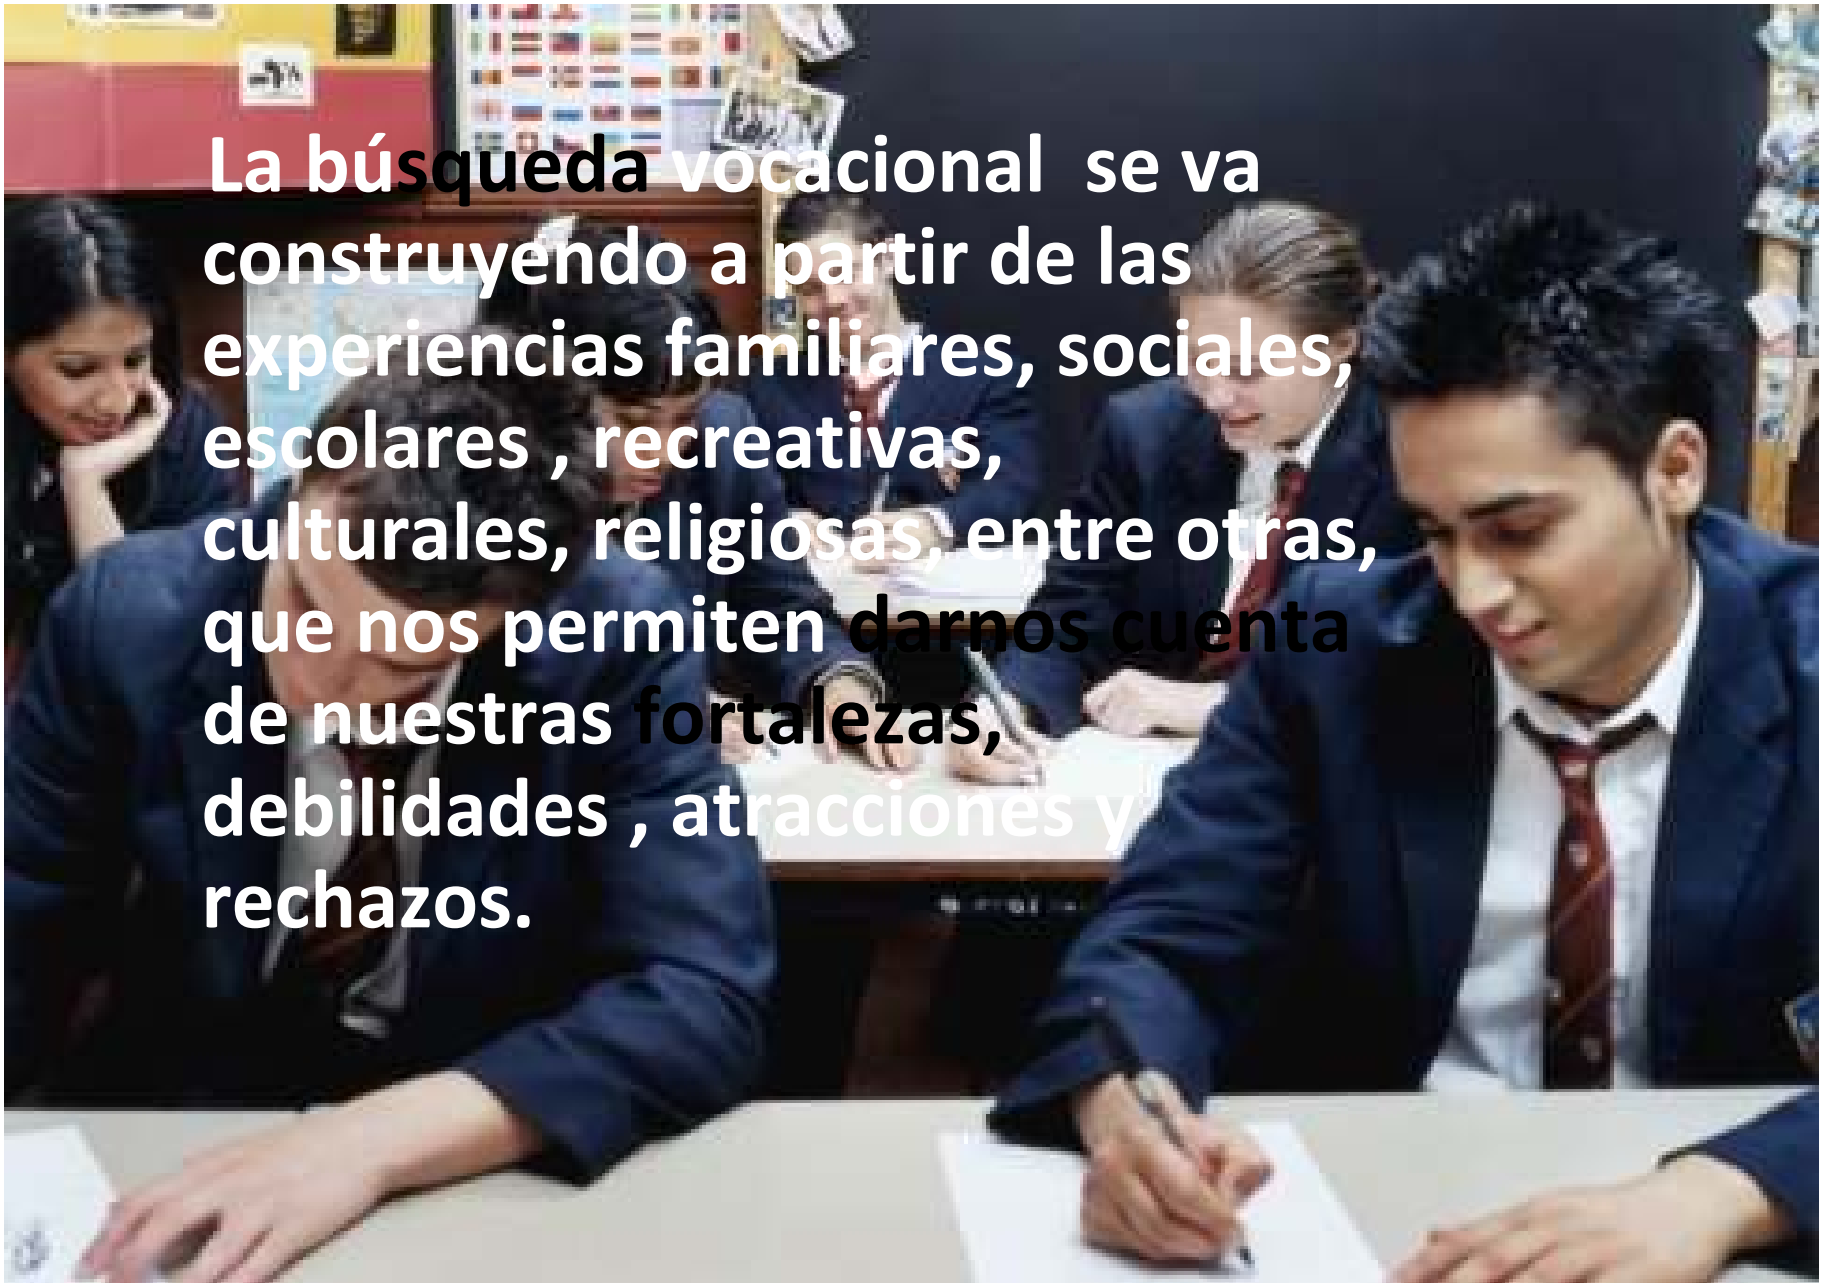 La búsqueda vocacional  se va
construyendo a partir de las
experiencias familiares, sociales,
escolares , recreativas,
culturales, religiosas, entre otras,
que nos permiten darnos cuenta
de nuestras fortalezas,
debilidades , atracciones y
rechazos.